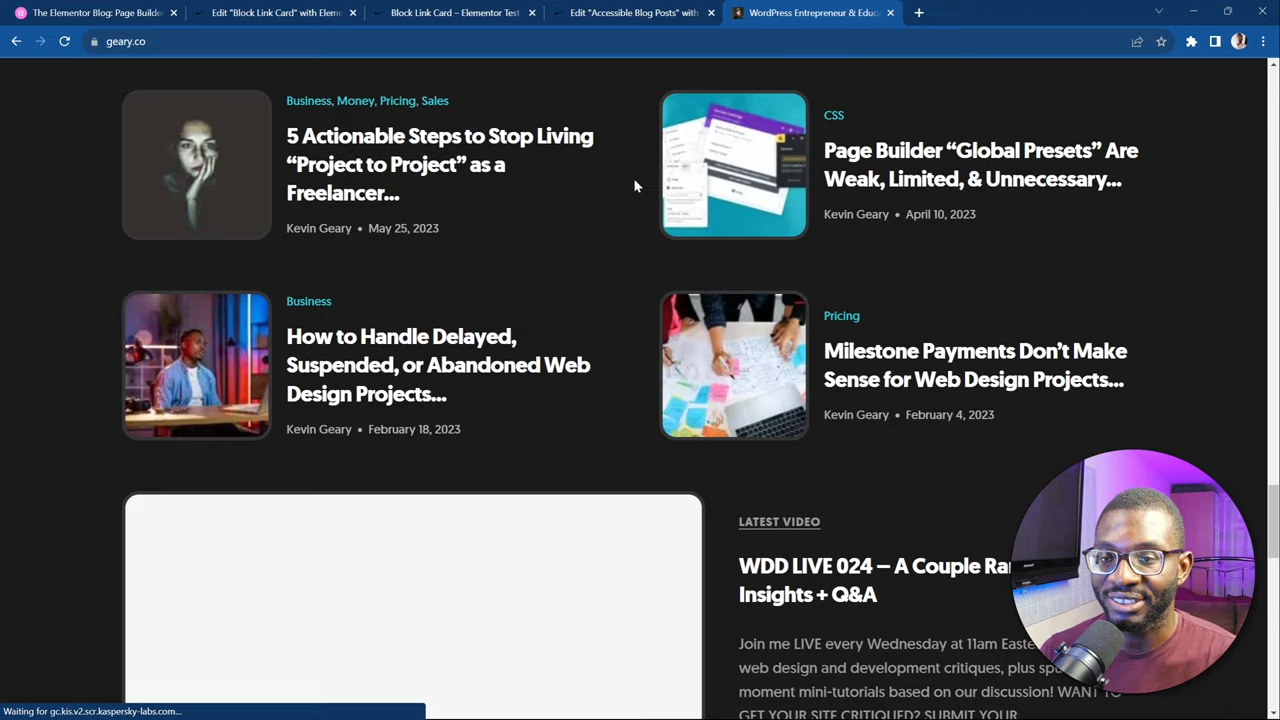 The Elementor Blog: Page Builde
Edit "Block Link Card" with Eleme
Block Link Card – Elementor Test
Edit "Accessible Blog Posts" with
WordPress Entrepreneur & Educ
geary.co
Business, Money, Pricing, Sales
5 Actionable Steps to Stop Living
“Project to Project” as a
Freelancer...
Kevin Geary • May 25, 2023
CSS
Page Builder “Global Presets” Are
Weak, Limited, & Unnecessary...
Kevin Geary • April 10, 2023
Business
How to Handle Delayed,
Suspended, or Abandoned Web
Design Projects...
Kevin Geary • February 18, 2023
Pricing
Milestone Payments Don’t Make
Sense for Web Design Projects...
Kevin Geary • February 4, 2023
LATEST VIDEO
WDD LIVE 024 – A Couple Ra
Insights + Q&A
Join me LIVE every Wednesday at 11am Easte
web design and development critiques, plus sp
moment mini-tutorials based on our discussion! WANT TO
GET YOUR SITE CRITIQUED? SUBMIT YOUR
Waiting for gc.kis.v2.scr.kaspersky-labs.com...